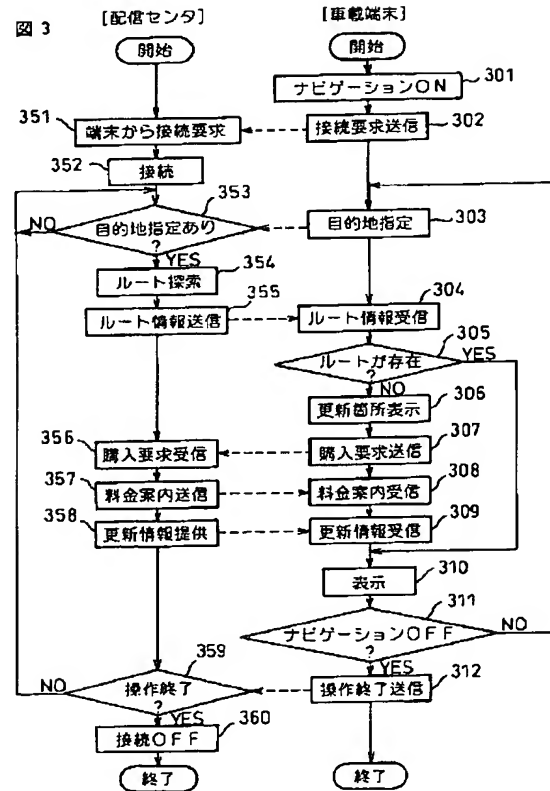 図3
[配信センタ]
[車載端末]
開始
開始
ナビゲーションON
301
351
端末から接続要求
接続要求送信
302
352
接続
353
NO
目的地指定あり
?
YES
目的地指定
303
ルート探索
354
355
ルート情報送信
304
ルート情報受信
305
ルートが存在
?
YES
NO
更新箇所表示
306
356
購入要求受信
購入要求送信
307
357
料金案内送信
料金案内受信
308
358
更新情報提供
更新情報受信
309
表示
310
311
ナビゲーションOFF
?
NO
YES
359
NO
操作終了
?
YES
操作終了送信
312
接続OFF
360
終了
終了